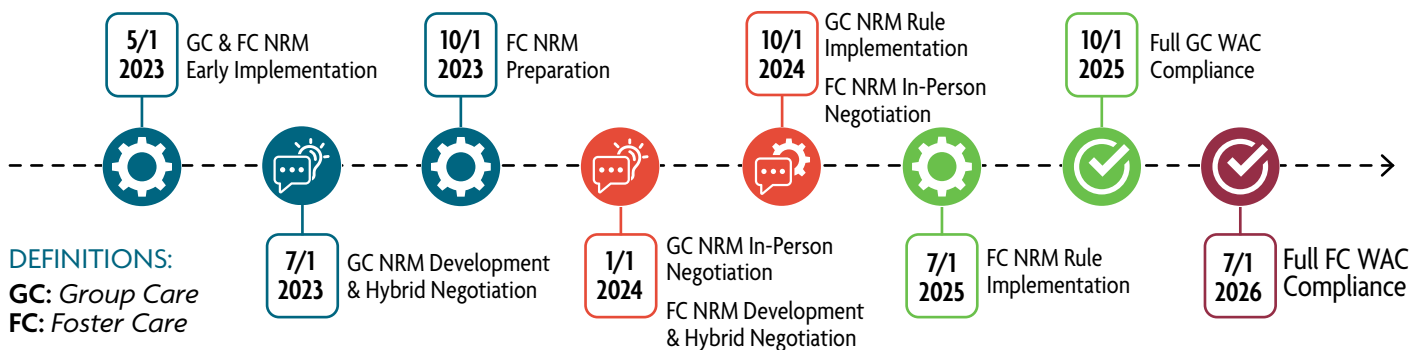 5/1
2023
GC & FC NRM
Early Implementation
10/1
2023
FC NRM
Preparation
10/1
2024
GC NRM Rule
Implementation
FC NRM In-Person
Negotiation
10/1
2025
Full GC WAC
Compliance
DEFINITIONS:
GC: Group Care
FC: Foster Care
7/1
2023
GC NRM Development
& Hybrid Negotiation
1/1
2024
GC NRM In-Person
Negotiation
FC NRM Development
& Hybrid Negotiation
7/1
2025
FC NRM Rule
Implementation
7/1
2026
Full FC WAC
Compliance